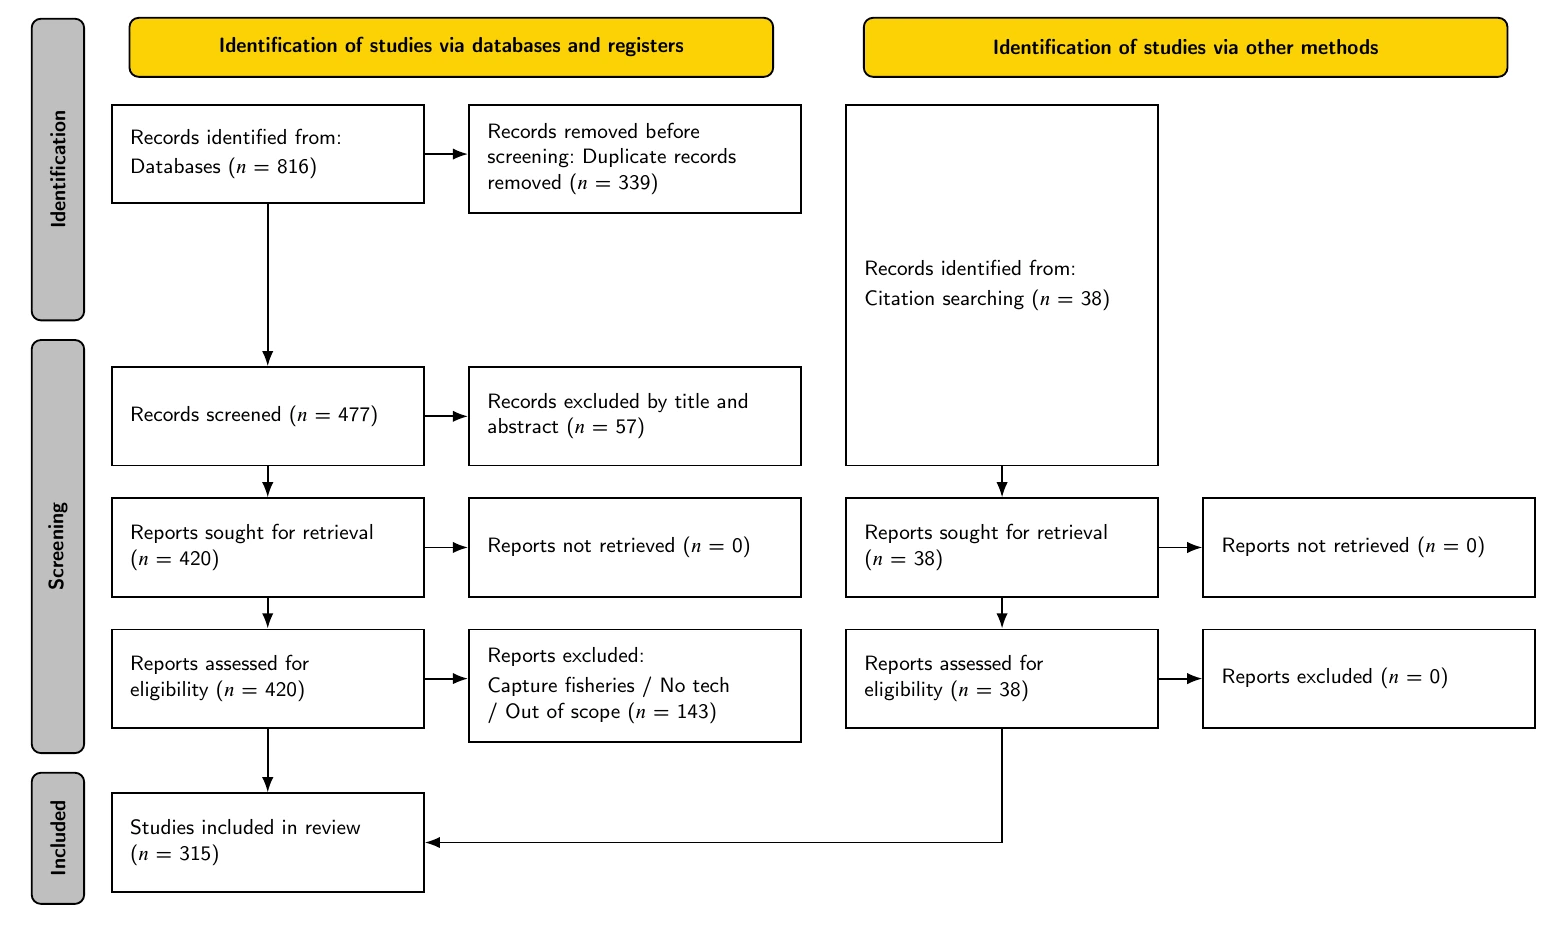 Identification of studies via databases and registers
Identification of studies via other methods
Identification
Records identified from:
Databases (n = 816)
Records removed before
screening: Duplicate records
removed (n = 339)
Records identified from:
Citation searching (n = 38)
Screening
Records screened (n = 477)
Records excluded by title and
abstract (n = 57)
Reports sought for retrieval
(n = 420)
Reports not retrieved (n = 0)
Reports sought for retrieval
(n = 38)
Reports not retrieved (n = 0)
Reports assessed for
eligibility (n = 420)
Reports excluded:
Capture fisheries / No tech
/ Out of scope (n = 143)
Reports assessed for
eligibility (n = 38)
Reports excluded (n = 0)
Included
Studies included in review
(n = 315)